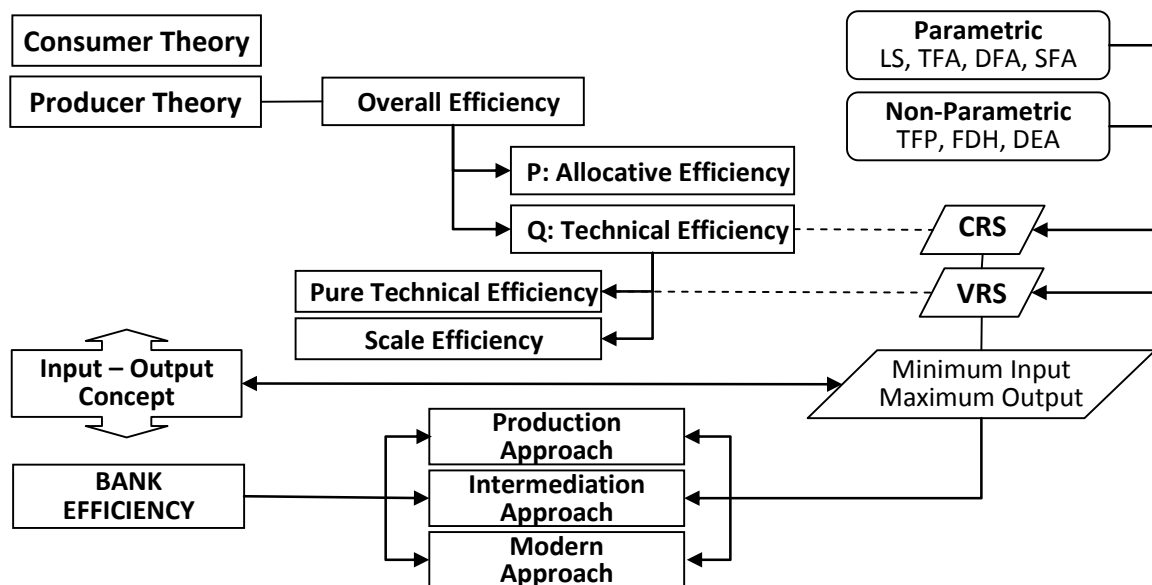 Consumer Theory
Producer Theory
Overall Efficiency
Parametric
LS, TFA, DFA, SFA
Non-Parametric
TFP, FDH, DEA
P: Allocative Efficiency
Q: Technical Efficiency
CRS
Pure Technical Efficiency
VRS
Scale Efficiency
Input – Output
Concept
Minimum Input
Maximum Output
Production
Approach
BANK
EFFICIENCY
Intermediation
Approach
Modern
Approach